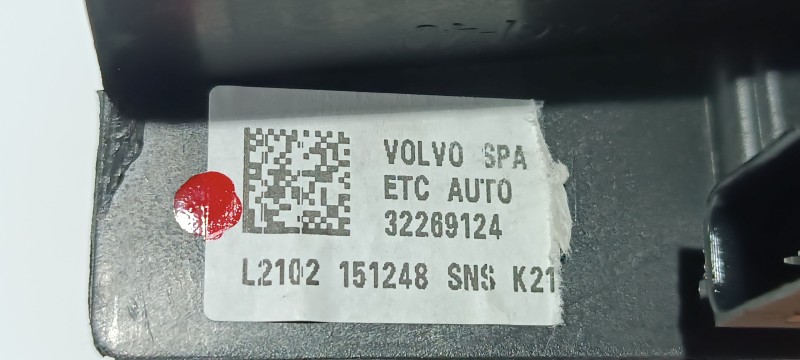 VOLVO SPA
ETC AUTO
32269124
L2102 151248 SNS K21